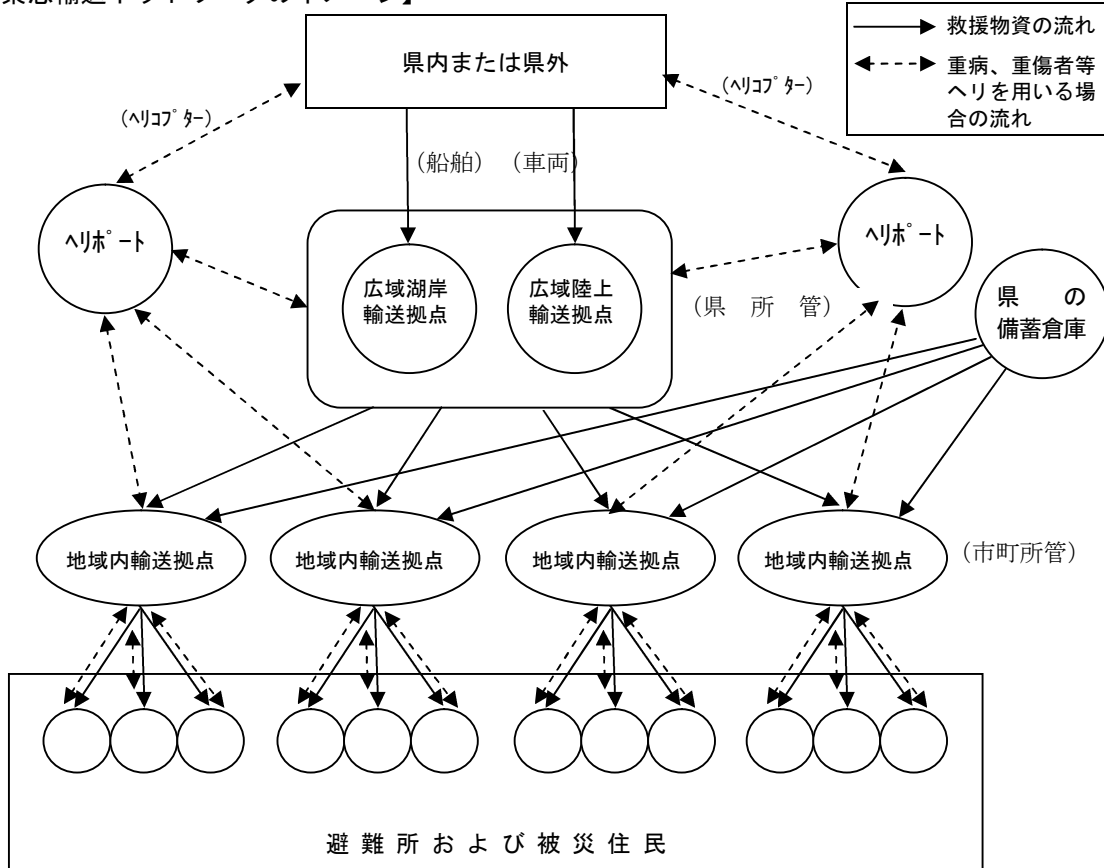 救援物資の流れ
重病、重傷者等
ヘリを用いる場
合の流れ
県内または県外
(ﾍﾘｺﾌﾟﾀｰ)
(ﾍﾘｺﾌﾟﾀｰ)
(船舶)
(車両)
ﾍﾘﾎﾟｰﾄ
ﾍﾘﾎﾟｰﾄ
広域湖岸
輸送拠点
広域陸上
輸送拠点
(県 所 管)
県 の
備蓄倉庫
地域内輸送拠点
地域内輸送拠点
地域内輸送拠点
地域内輸送拠点
(市町所管)
避 難 所 お よ び 被 災 住 民